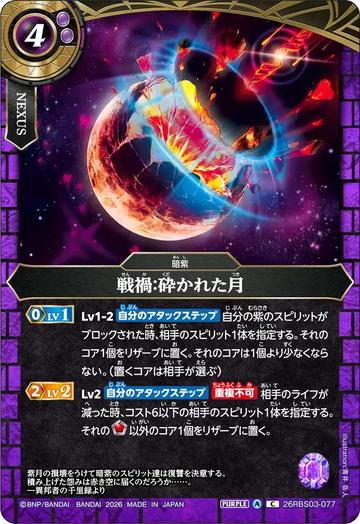 4
NEXUS
暗紫
戦禍:砕かれた月
0 LV1 Lv1-2 自分のアタックステップ 自分の紫のスピリットが
ブロックされた時、相手のスピリット1体を指定する。それの
コア1個をリザーブに置く。それのコアは1個より少なくなら
ない。(置くコアは相手が選ぶ)
2 LV2 Lv2 自分のアタックステップ 重複不可 相手のライフが
減った時、コスト6以下の相手のスピリット1体を指定する。
それの以外のコア1個をリザーブに置く。
紫月の損壊をうけて暗紫のスピリット達は復讐を決意する。
積み上げた怨みは赤き空に届くのだろうか……。
―異邦者の千里録より
illustration:青井 岳人
©BNP/BANDAI BANDAI 2026 MADE IN JAPAN
PURPLE A C 26RBS03-077